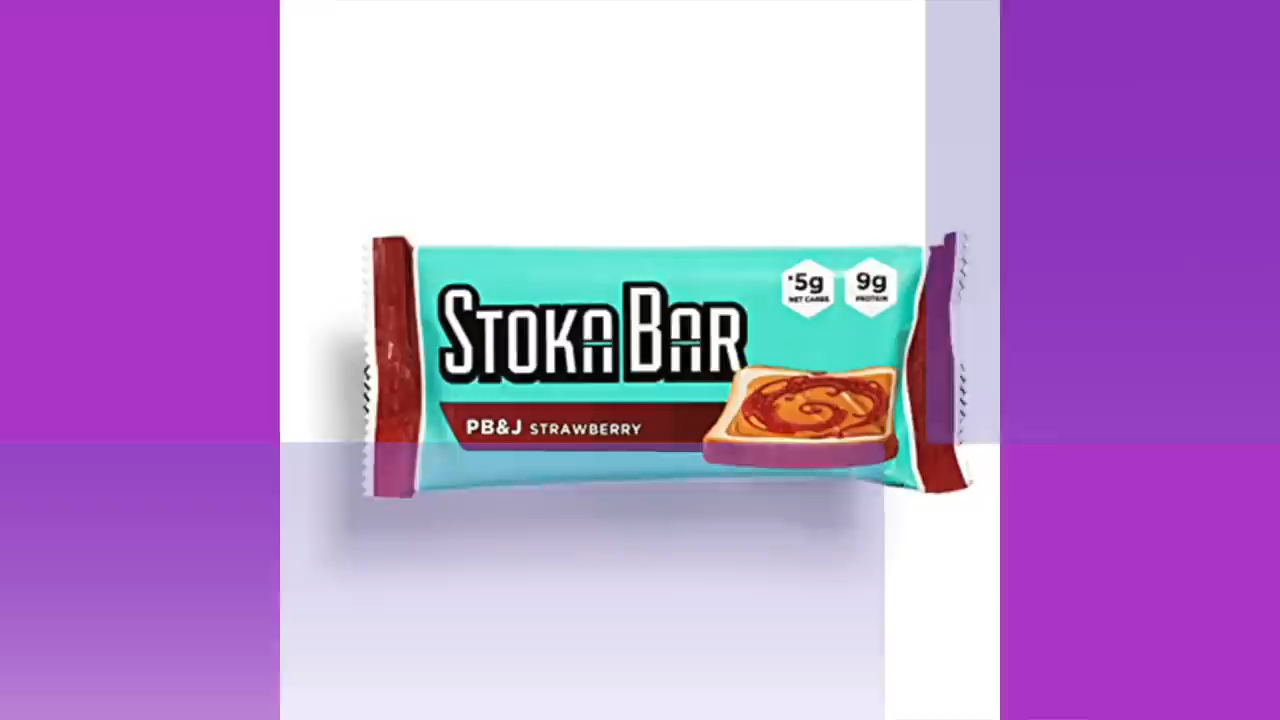 STOKA BAR
*5g
NET CARBS
9g
PROTEIN
PB&J STRAWBERRY